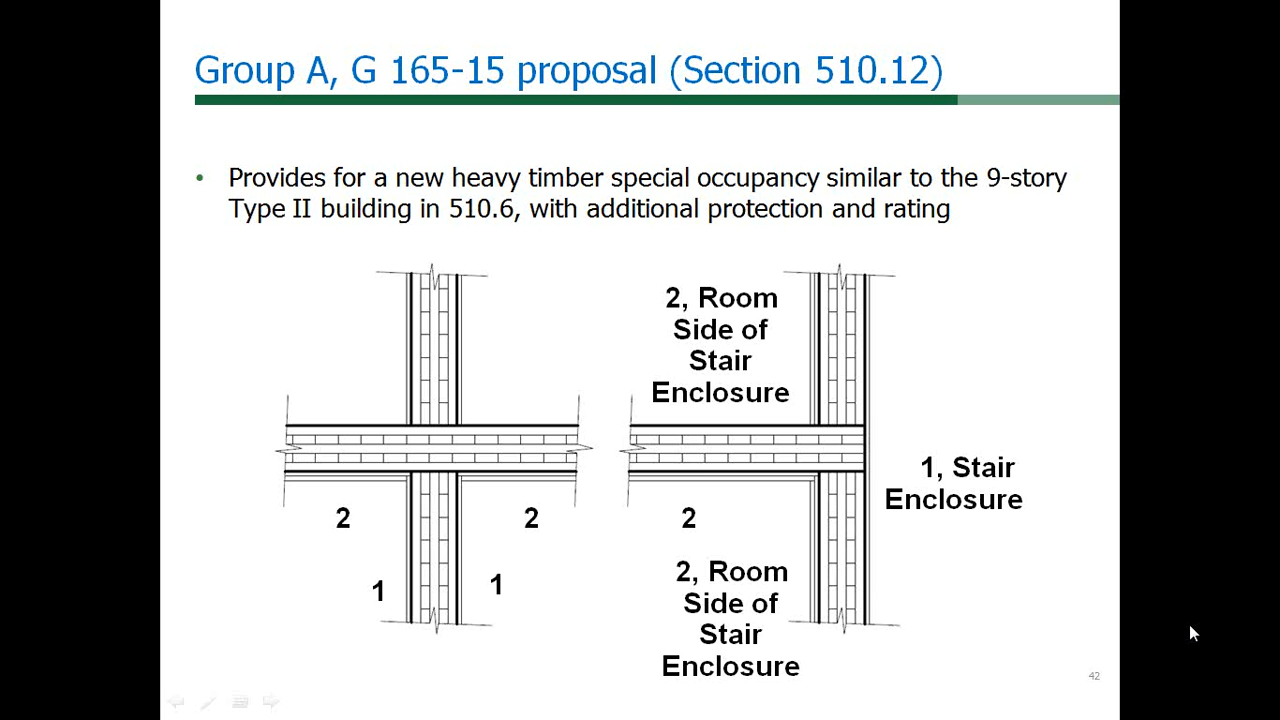 Group A, G 165-15 proposal (Section 510.12)
• Provides for a new heavy timber special occupancy similar to the 9-story
Type II building in 510.6, with additional protection and rating
2, Room
Side of
Stair
Enclosure
1, Stair
Enclosure
2
2
2
1
1
2, Room
Side of
Stair
Enclosure
42